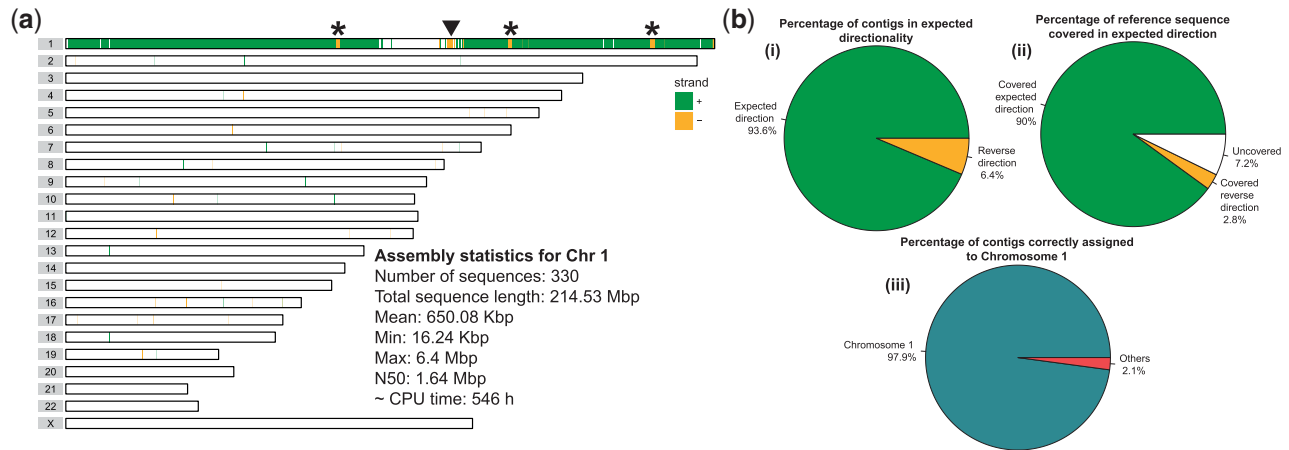 (a)
*
*
*
1
2
3
4
5
6
7
8
9
10
11
12
13
14
15
16
17
18
19
20
21
22
X
strand
+
−
Assembly statistics for Chr 1
Number of sequences: 330
Total sequence length: 214.53 Mbp
Mean: 650.08 Kbp
Min: 16.24 Kbp
Max: 6.4 Mbp
N50: 1.64 Mbp
~ CPU time: 546 h
(b)
Percentage of contigs in expected
directionality
(i)
Expected
direction
93.6%
Reverse
direction
6.4%
Percentage of reference sequence
covered in expected direction
(ii)
Covered
expected
direction
90%
Uncovered
7.2%
Covered
reverse
direction
2.8%
Percentage of contigs correctly assigned
to Chromosome 1
(iii)
Chromosome 1
97.9%
Others
2.1%